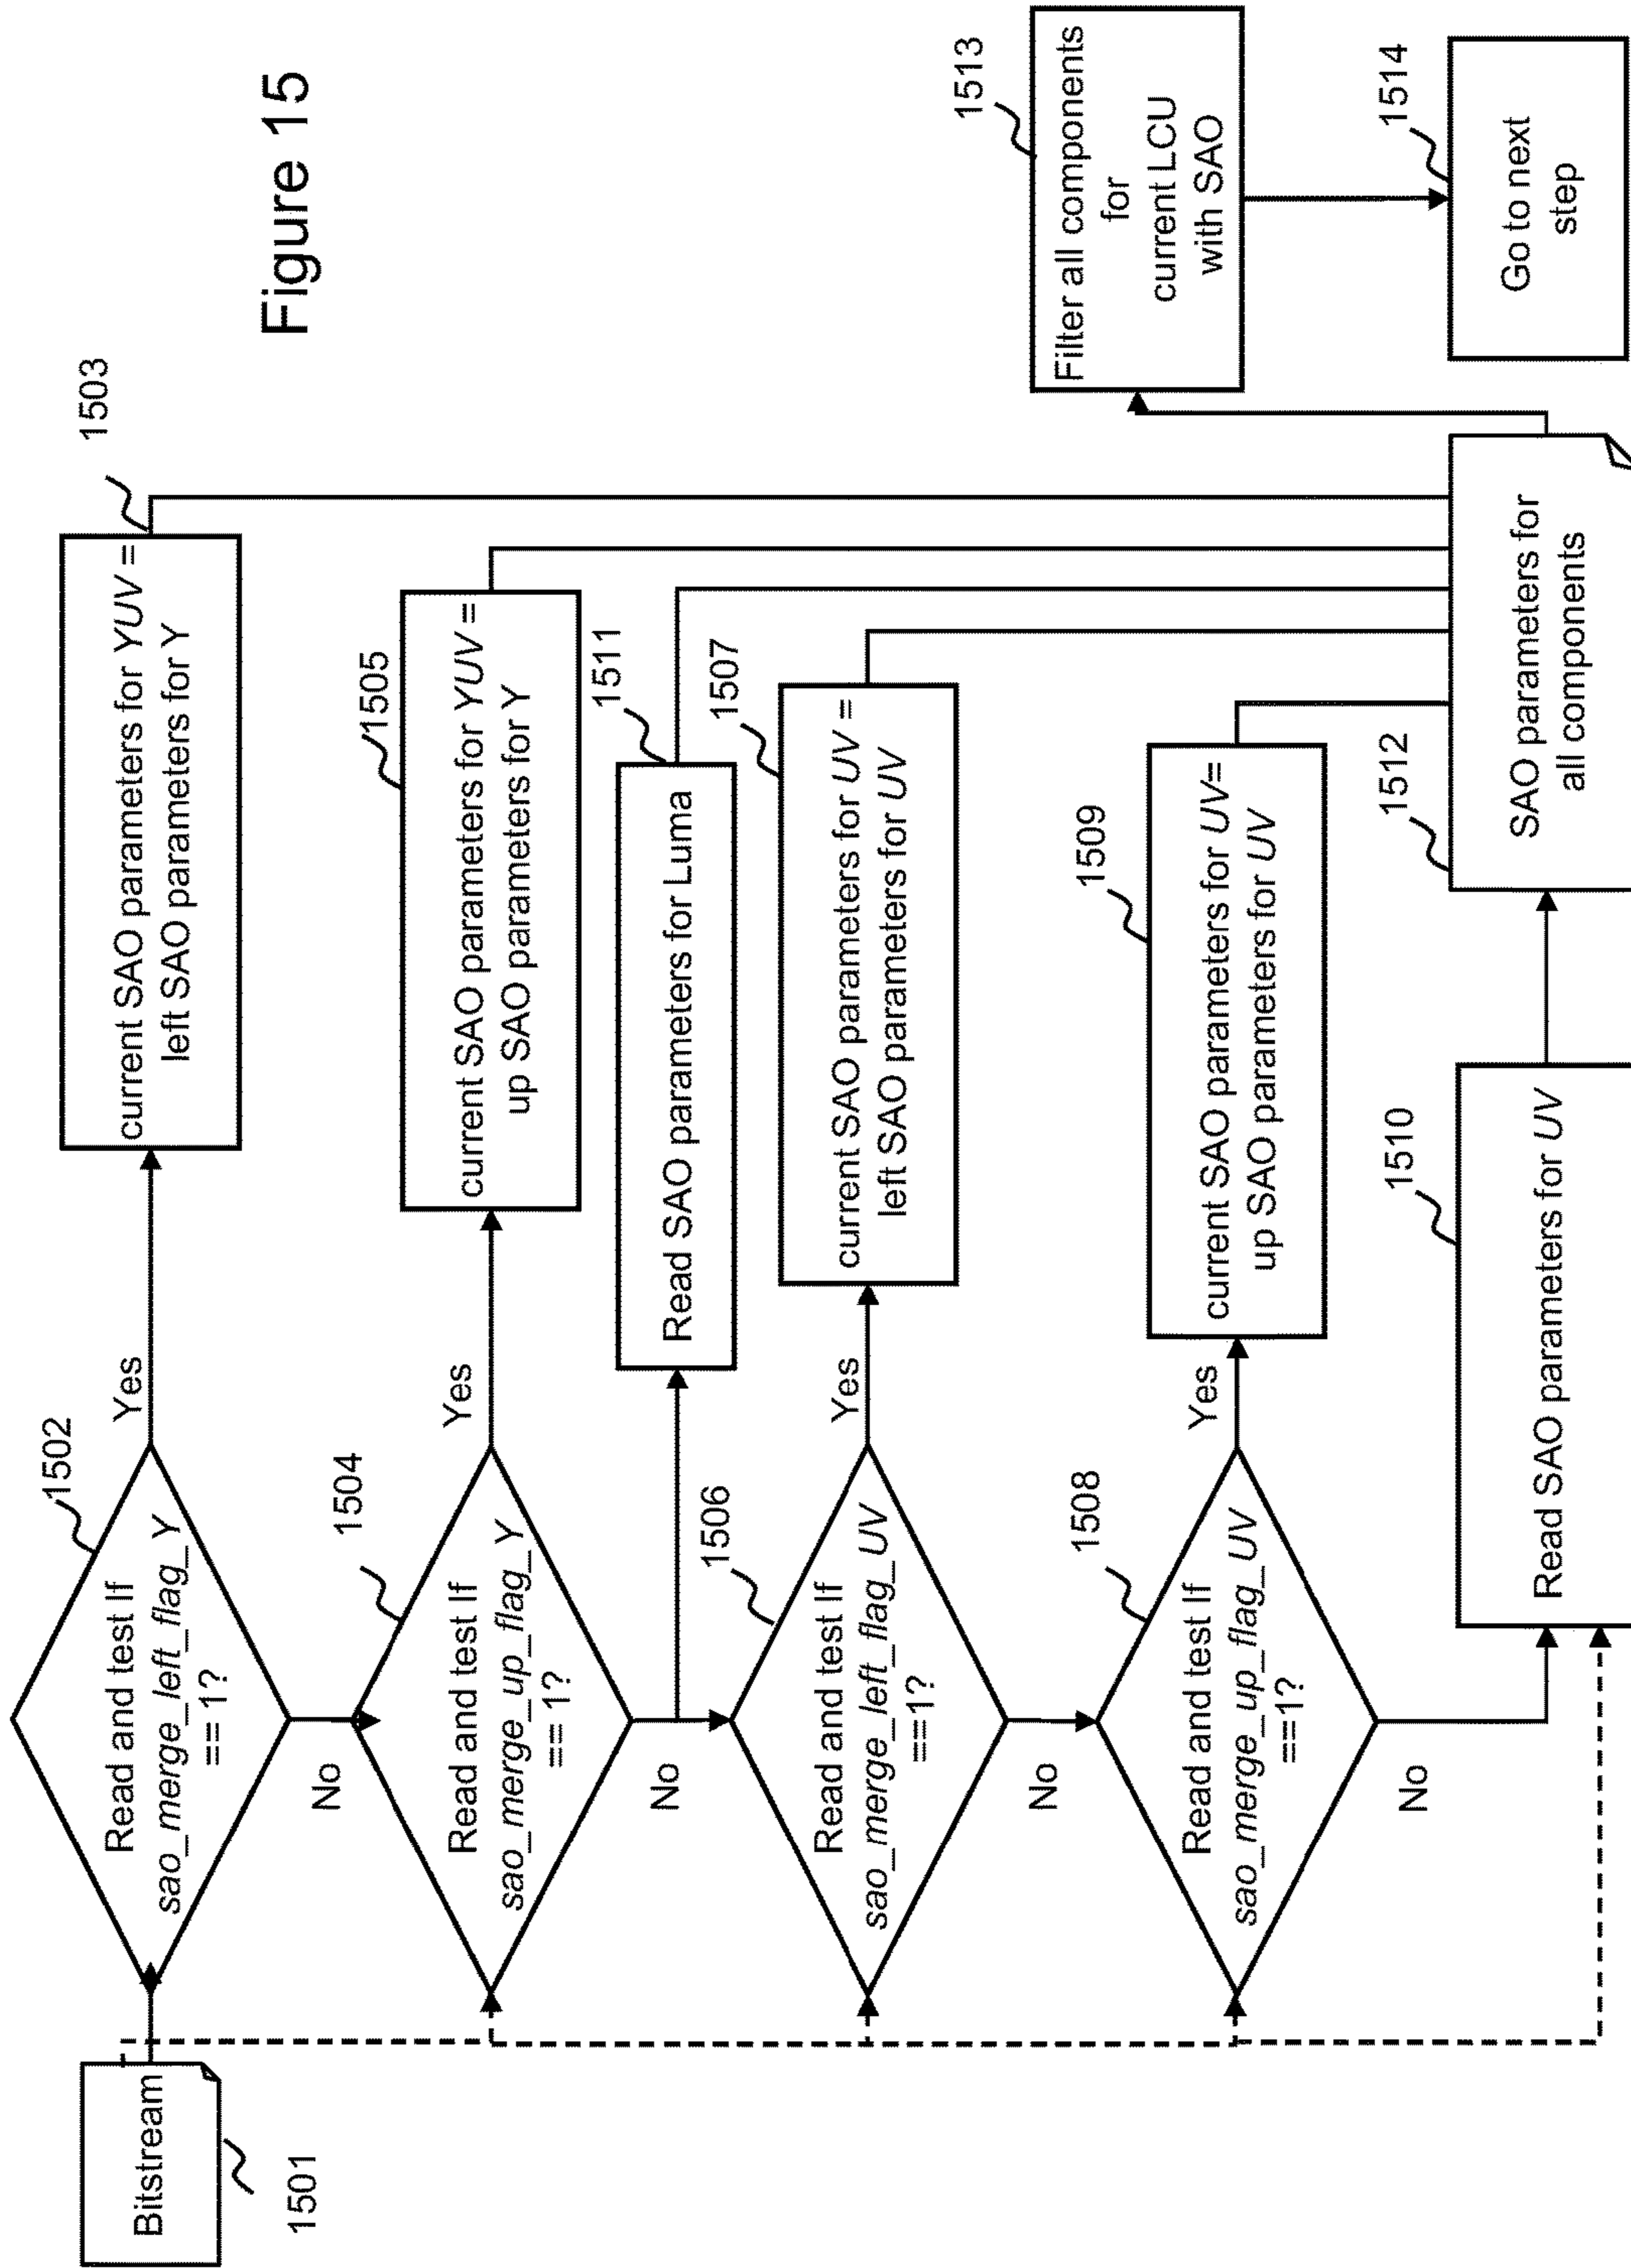 Figure 15
Bitstream
1501
Read and test If
sao_merge_left_flag_Y
== 1?
1502
Yes
No
current SAO parameters for YUV =
left SAO parameters for Y
1503
Read and test If
sao_merge_up_flag_Y
== 1?
1504
Yes
No
current SAO parameters for YUV =
up SAO parameters for Y
1505
Read SAO parameters for Luma
1511
Read and test If
sao_merge_left_flag_UV
==1?
1506
Yes
No
current SAO parameters for UV =
left SAO parameters for UV
1507
Read and test If
sao_merge_up_flag_UV
==1?
1508
Yes
No
current SAO parameters for UV=
up SAO parameters for UV
1509
Read SAO parameters for UV
1510
SAO parameters for
all components
1512
Filter all components
for
current LCU
with SAO
1513
Go to next
step
1514